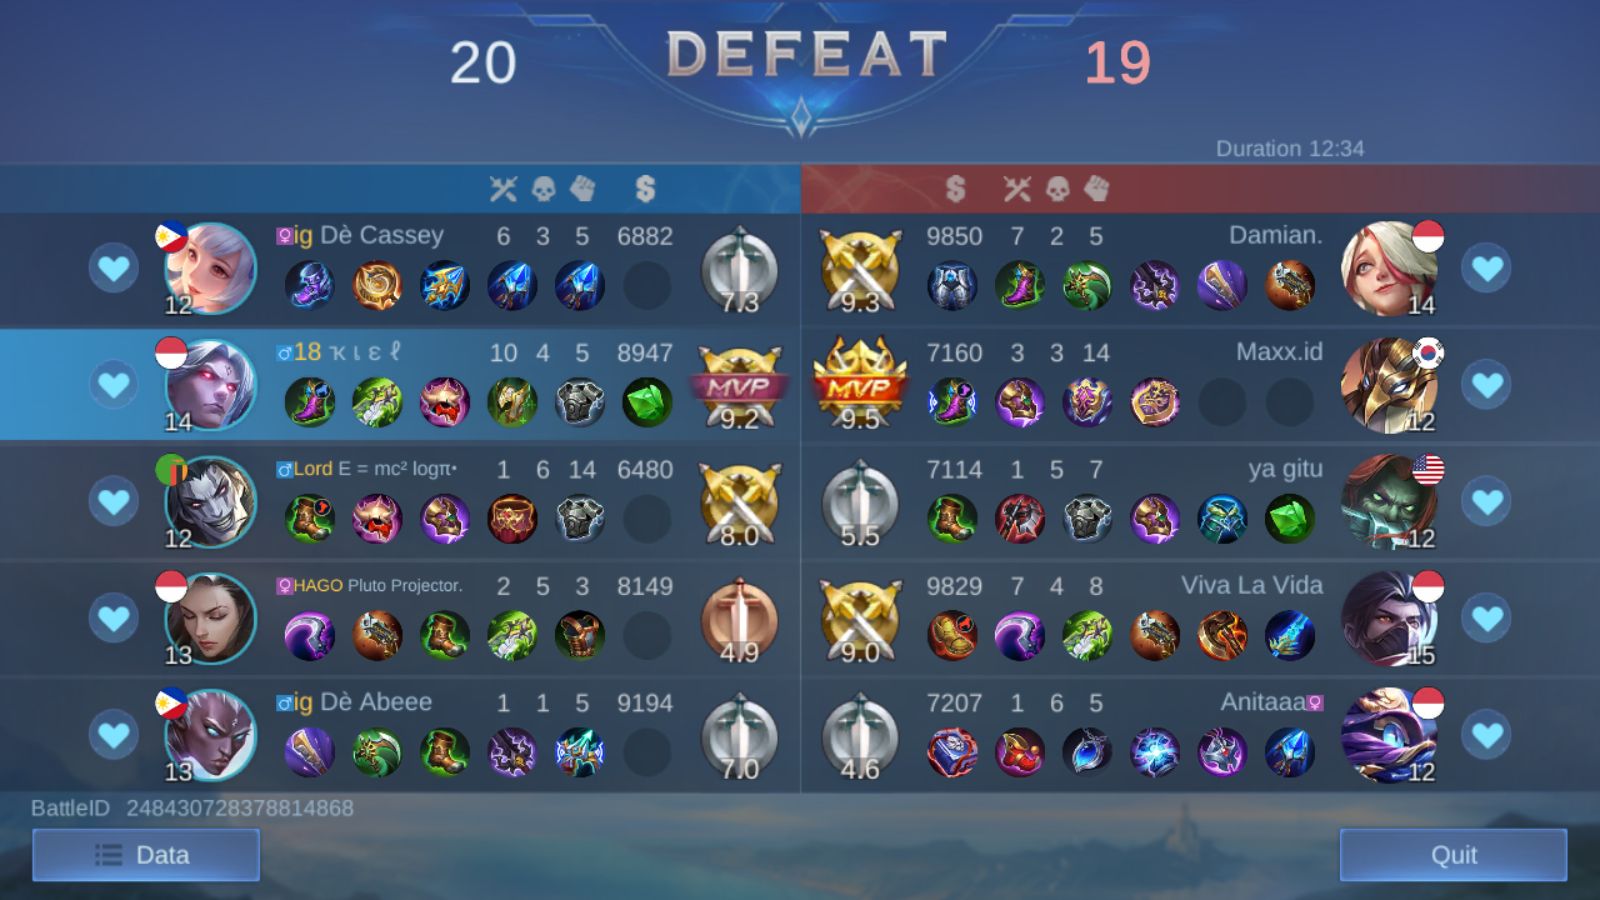 20 DEFEAT 19
Duration 12:34
ig Dè Cassey 6 3 5 6882
12 7.3
9850 7 2 5 Damian.
9.3 14
18 ጘ ι ε ℓ 10 4 5 8947
14 MVP 9.2
7160 3 3 14 Maxx.id
MVP 9.5 12
Lord E = mc² logπ• 1 6 14 6480
12 8.0
7114 1 5 7 ya gitu
5.5 12
HAGO Pluto Projector. 2 5 3 8149
13 4.9
9829 7 4 8 Viva La Vida
9.0 15
ig Dè Abeee 1 1 5 9194
13 7.0
7207 1 6 5 Anitaaa
4.6 12
BattleID 248430728378814868
Data
Quit